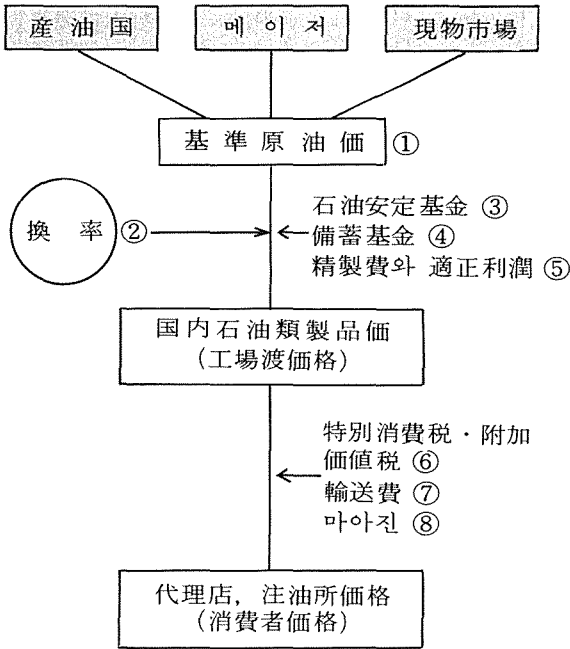 産油国
메이저
現物市場
基準原油価 ①
換率 ②
石油安定基金 ③
備蓄基金 ④
精製費와 適正利潤 ⑤
国内石油類製品価
(工場渡価格)
特別消費税・附加
価値税 ⑥
輸送費 ⑦
마아진 ⑧
代理店, 注油所価格
(消費者価格)